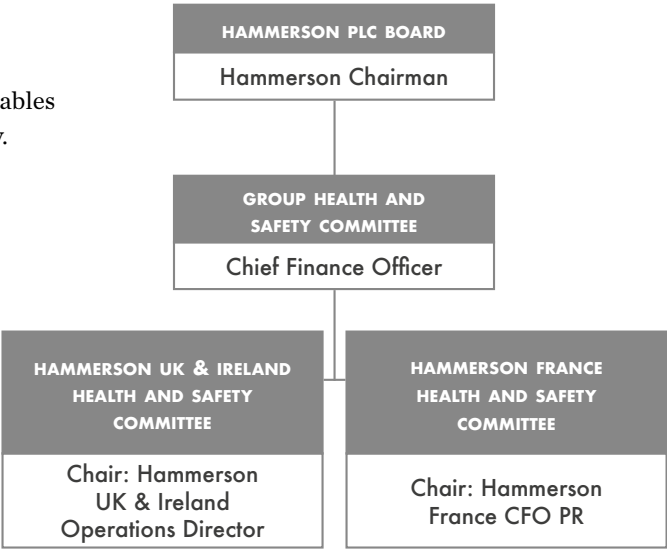 HAMMERSON PLC BOARD
Hammerson Chairman
ables
GROUP HEALTH AND
SAFETY COMMITTEE
Chief Finance Officer
HAMMERSON UK & IRELAND
HEALTH AND SAFETY
COMMITTEE
Chair: Hammerson
UK & Ireland
Operations Director
HAMMERSON FRANCE
HEALTH AND SAFETY
COMMITTEE
Chair: Hammerson
France CFO PR